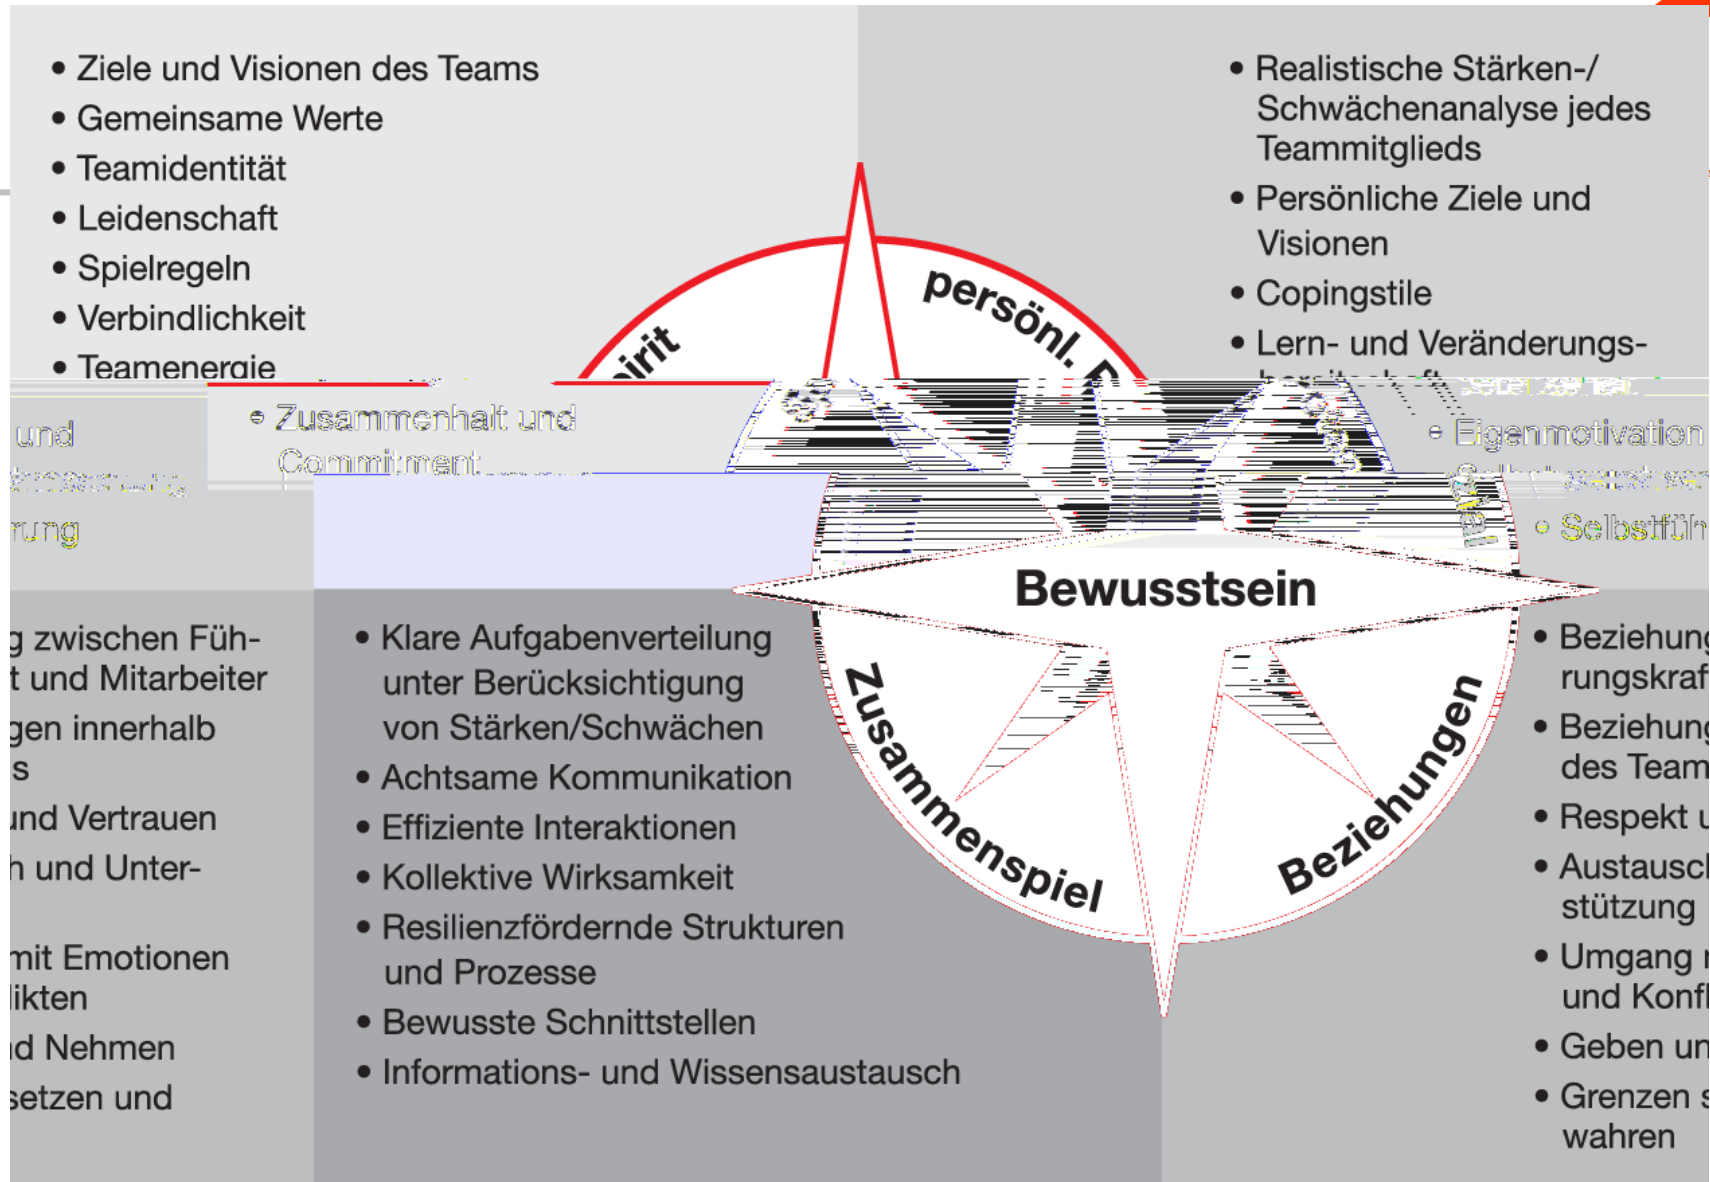 • Ziele und Visionen des Teams
• Gemeinsame Werte
• Teamidentität
• Leidenschaft
• Spielregeln
• Verbindlichkeit
• Teamenergie
• Zusammenhalt und
Commitment
• Realistische Stärken-/
Schwächenanalyse jedes
Teammitglieds
• Persönliche Ziele und
Visionen
• Copingstile
• Lern- und Veränderungs-
• Eigenmotivation
und
• Selbstfüh
rung
irit
persönl.
Bewusstsein
Zusammenspiel
Beziehungen
• Klare Aufgabenverteilung
unter Berücksichtigung
von Stärken/Schwächen
• Achtsame Kommunikation
• Effiziente Interaktionen
• Kollektive Wirksamkeit
• Resilienzfördernde Strukturen
und Prozesse
• Bewusste Schnittstellen
• Informations- und Wissensaustausch
• Beziehung
rungskraf
• Beziehung
des Team
• Respekt u
• Austausch
stützung
• Umgang
und Konfl
• Geben un
• Grenzen s
wahren
g zwischen Füh-
t und Mitarbeiter
gen innerhalb
s
und Vertrauen
h und Unter-
mit Emotionen
likten
d Nehmen
setzen und